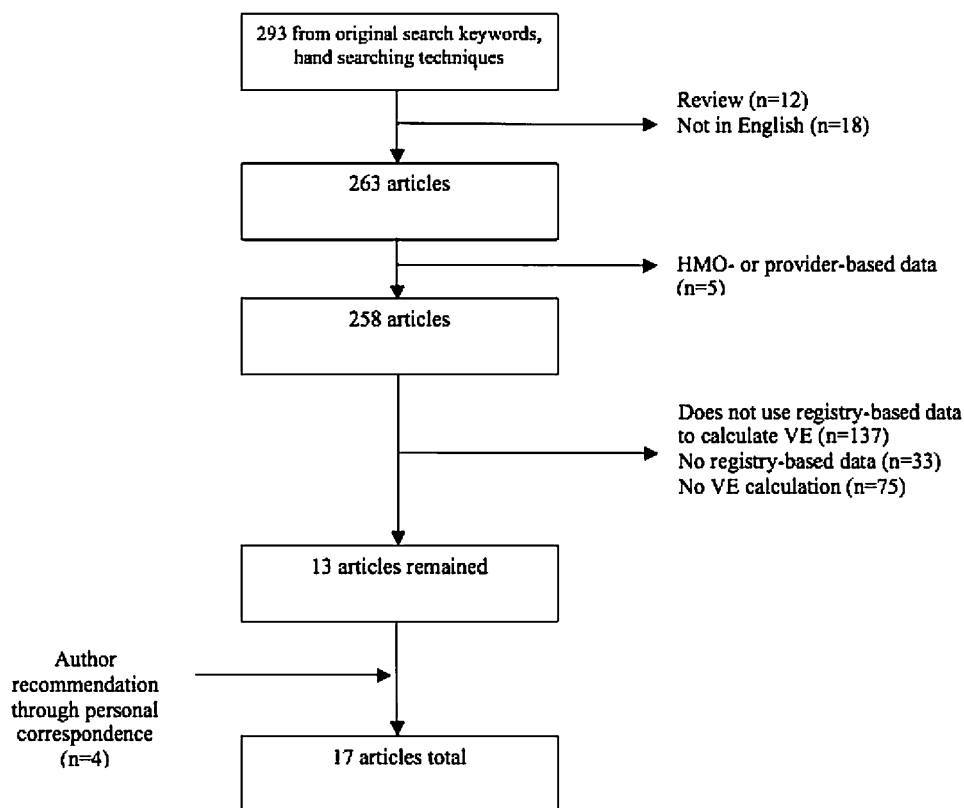 293 from original search keywords,
hand searching techniques
Review (n=12)
Not in English (n=18)
263 articles
HMO- or provider-based data
(n=5)
258 articles
Does not use registry-based data
to calculate VE (n=137)
No registry-based data (n=33)
No VE calculation (n=75)
13 articles remained
Author
recommendation
through personal
correspondence
(n=4)
17 articles total